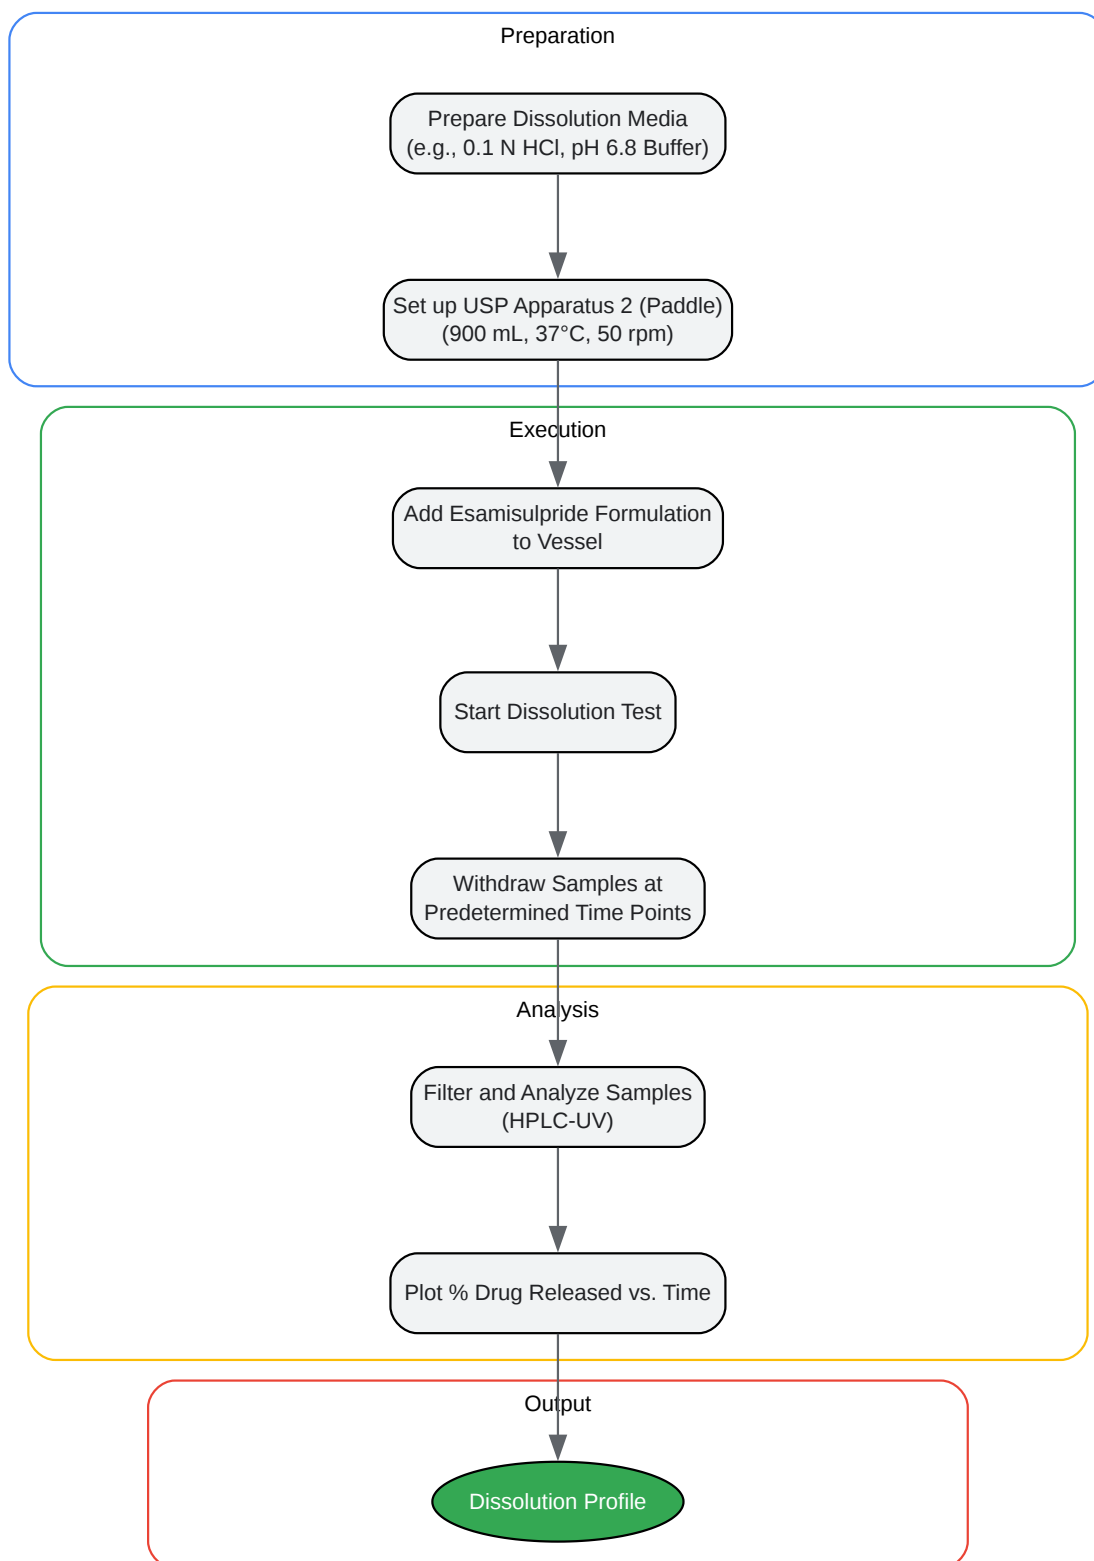 Preparation
Prepare Dissolution Media
(e.g., 0.1 N HCl, pH 6.8 Buffer)
Set up USP Apparatus 2 (Paddle)
(900 mL, 37°C, 50 rpm)
Execution
Add Esamisulpride Formulation
to Vessel
Start Dissolution Test
Withdraw Samples at
Predetermined Time Points
Analysis
Filter and Analyze Samples
(HPLC-UV)
Plot % Drug Released vs. Time
Output
Dissolution Profile